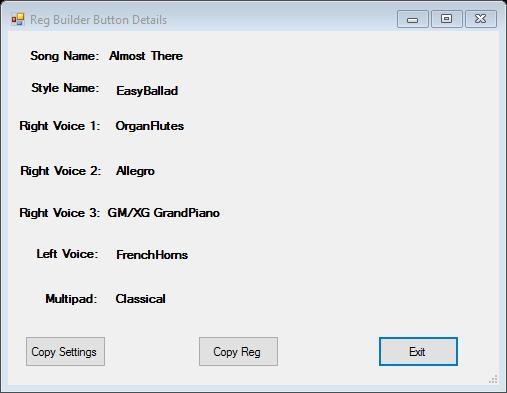 Reg Builder Button Details
Song Name: Almost There
Style Name: EasyBallad
Right Voice 1: OrganFlutes
Right Voice 2: Allegro
Right Voice 3: GM/XG GrandPiano
Left Voice: FrenchHorns
Multipad: Classical
Copy Settings Copy Reg Exit